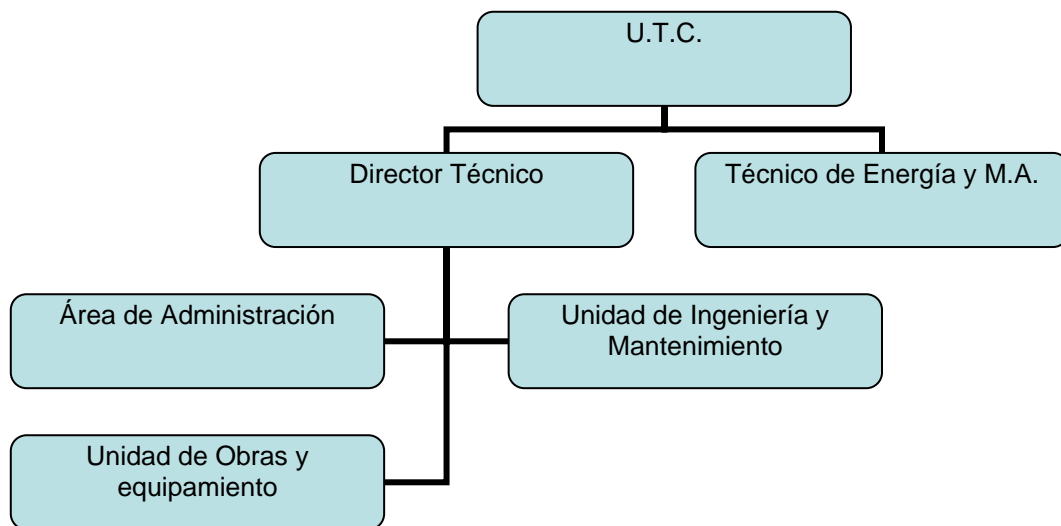 U.T.C.
Director Técnico
Técnico de Energía y M.A.
Área de Administración
Unidad de Ingeniería y
Mantenimiento
Unidad de Obras y
equipamiento